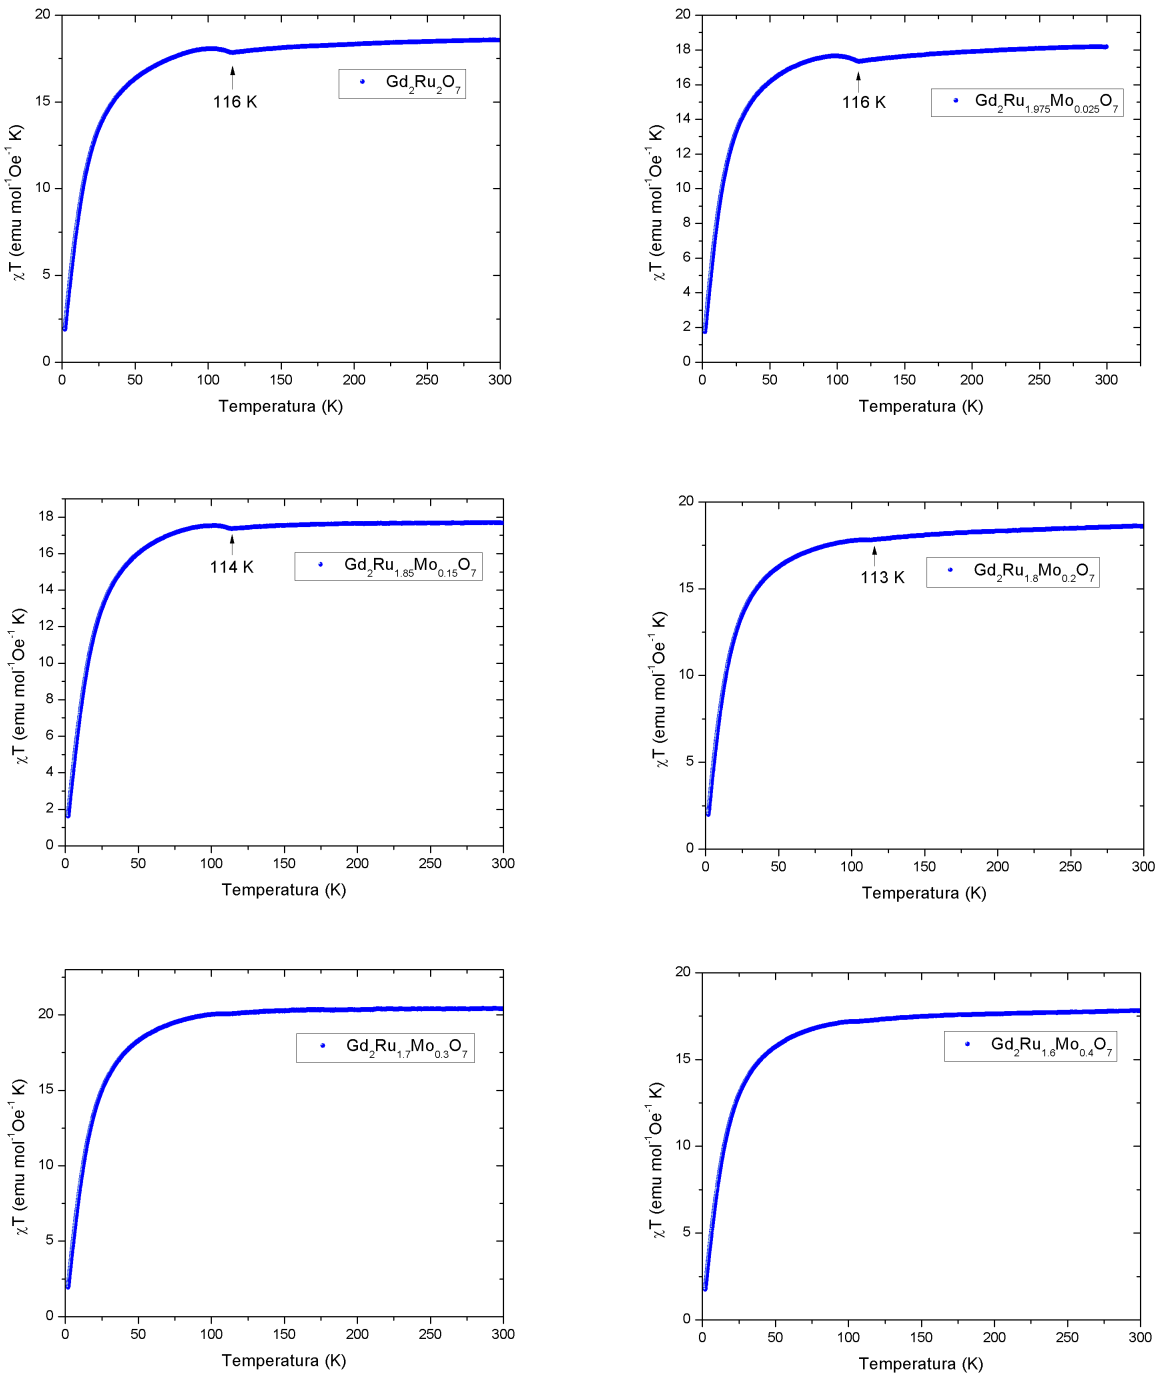 20
15
10
5
0
χT (emu mol⁻¹Oe⁻¹ K)
116 K
Gd₂Ru₂O₇
0 50 100 150 200 250 300
Temperatura (K)
20
18
16
14
12
10
8
6
4
2
0
χT (emu mol⁻¹Oe⁻¹ K)
116 K
Gd₂Ru₁.₉₇₅Mo₀.₀₂₅O₇
0 50 100 150 200 250 300
Temperatura (K)
18
16
14
12
10
8
6
4
2
0
χT (emu mol⁻¹Oe⁻¹ K)
114 K
Gd₂Ru₁.₈₅Mo₀.₁₅O₇
0 50 100 150 200 250 300
Temperatura (K)
20
15
10
5
0
χT (emu mol⁻¹Oe⁻¹ K)
113 K
Gd₂Ru₁.₈Mo₀.₂O₇
0 50 100 150 200 250 300
Temperatura (K)
20
15
10
5
0
χT (emu mol⁻¹Oe⁻¹ K)
Gd₂Ru₁.₇Mo₀.₃O₇
0 50 100 150 200 250 300
Temperatura (K)
20
15
10
5
0
χT (emu mol⁻¹Oe⁻¹ K)
Gd₂Ru₁.₆Mo₀.₄O₇
0 50 100 150 200 250 300
Temperatura (K)